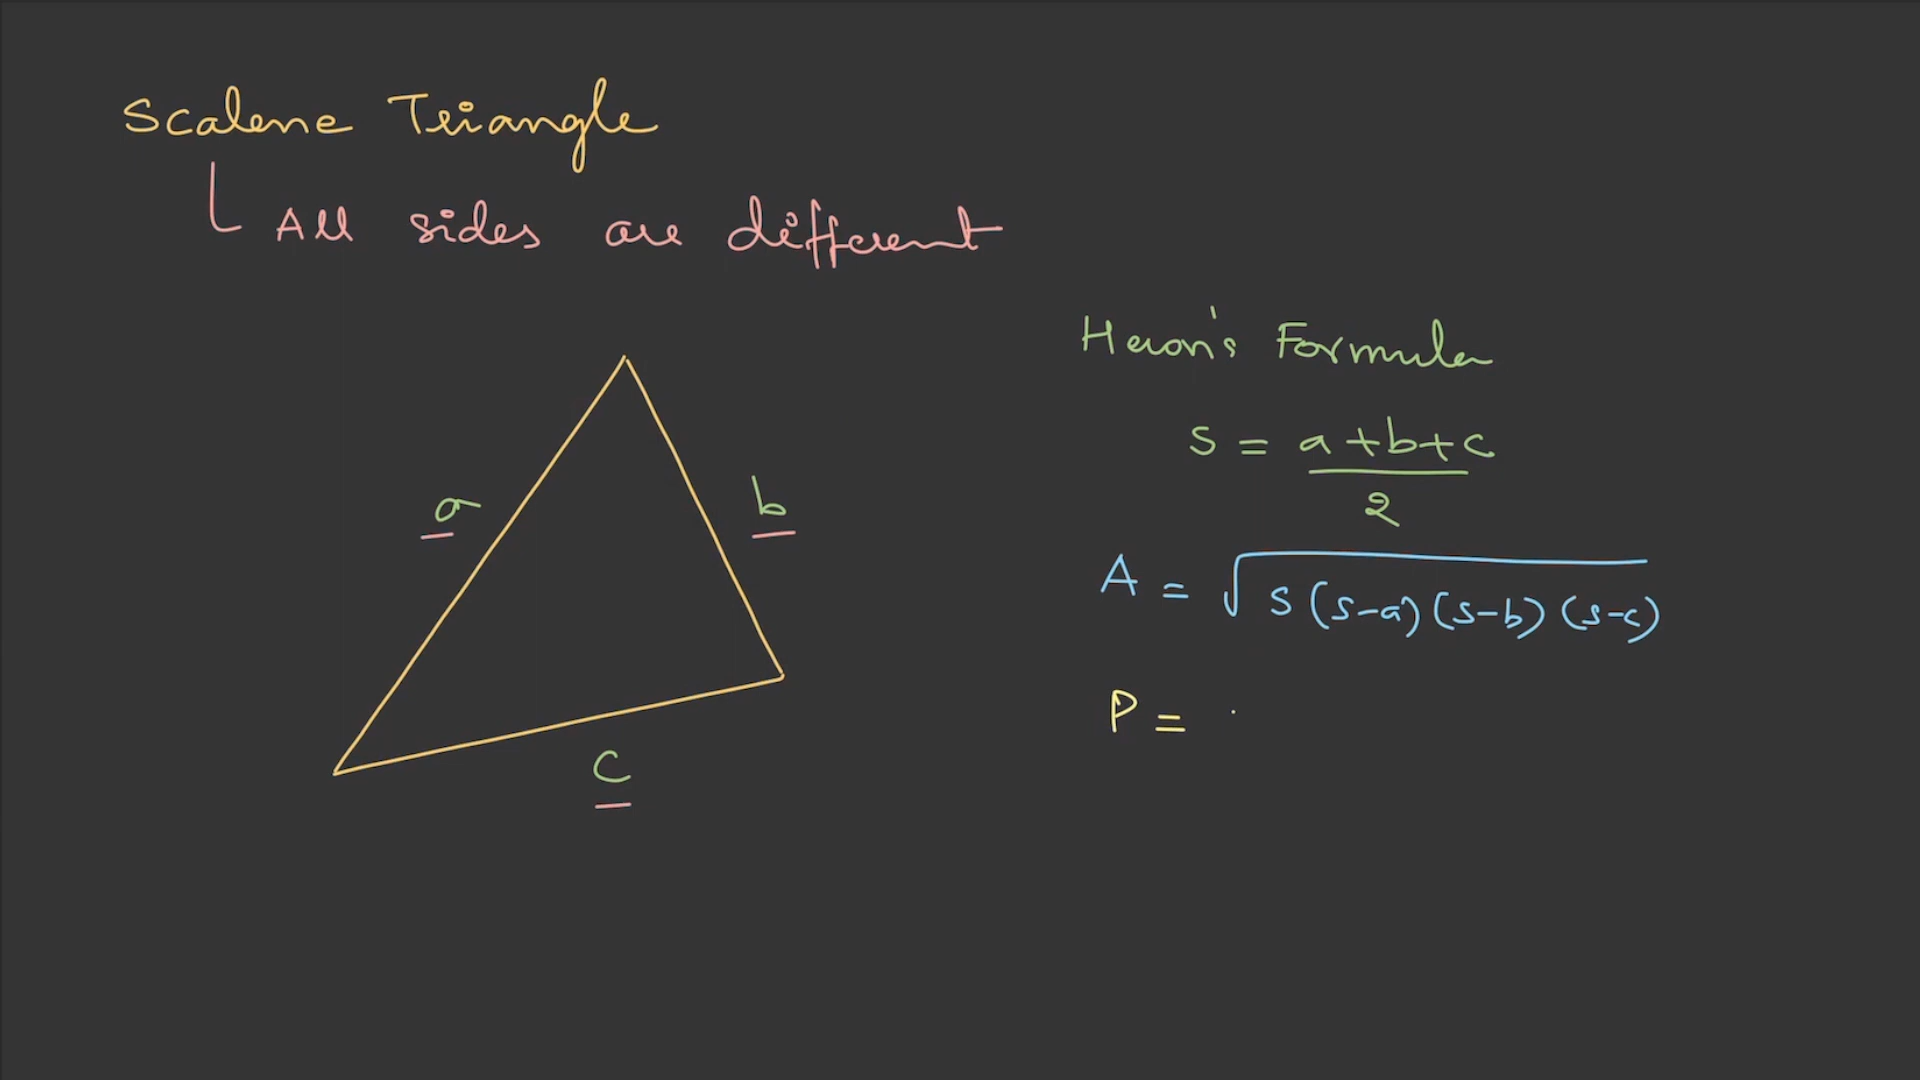 Scalene Triangle
All sides are different
Heron's Formula
s = a+b+c
2
a
b
A = √s(s-a)(s-b)(s-c)
P =
c